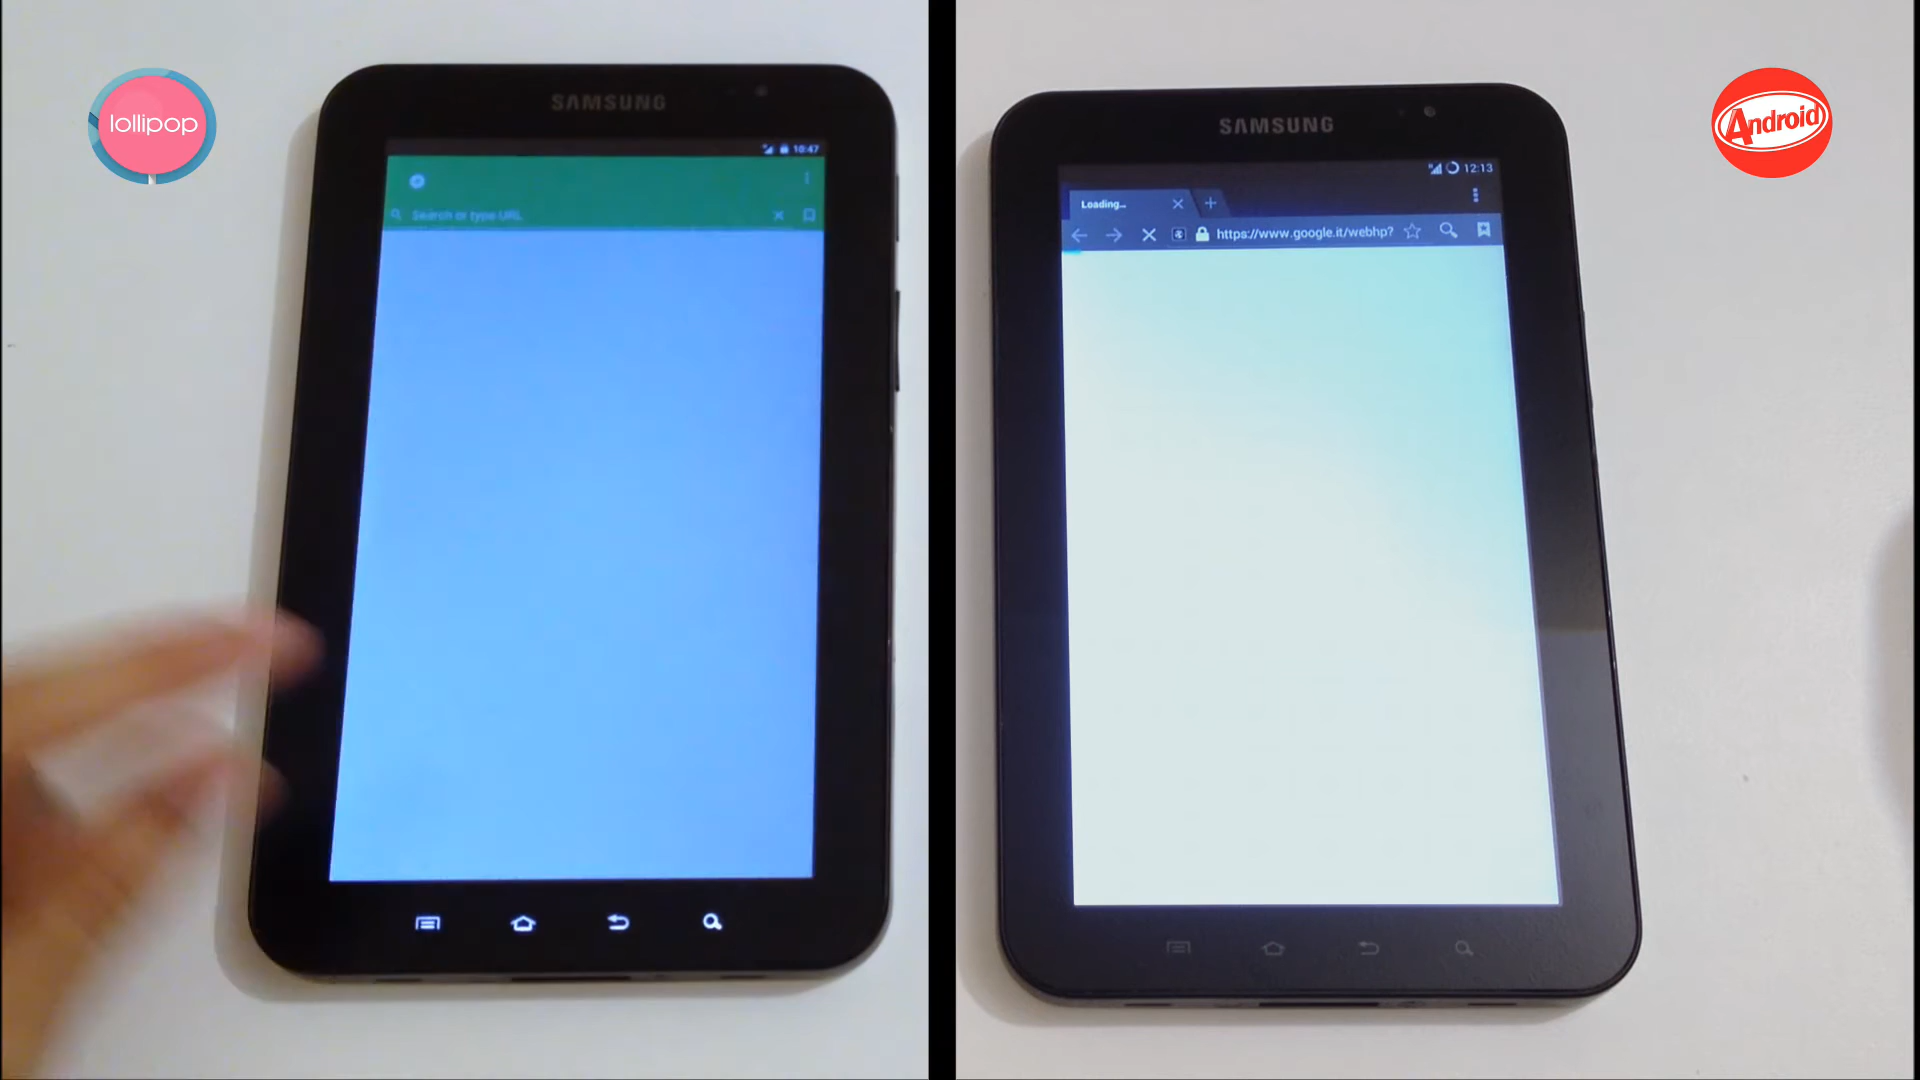 lollipop
SAMSUNG
10:47
Search or type URL
SAMSUNG
12:13
Loading...
https://www.google.it/webhp?
Android